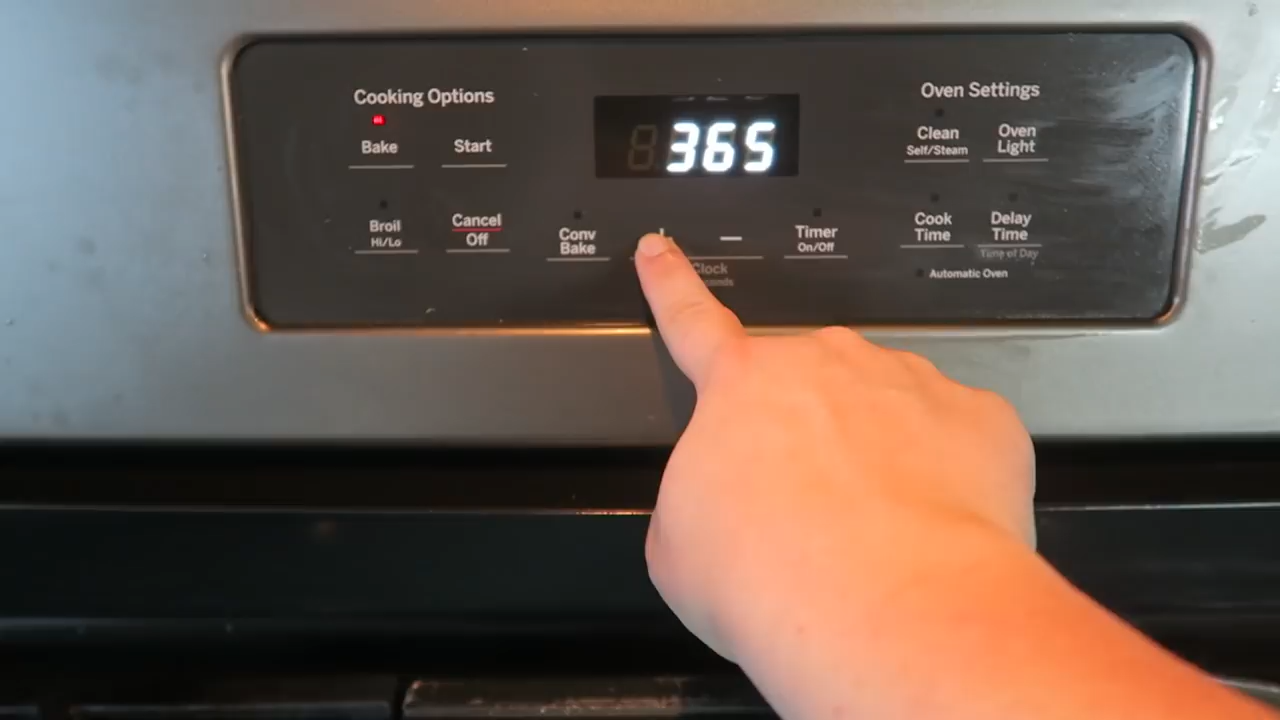 Cooking Options
Bake
Start
Broil
Hi/Lo
Cancel
Off
365
Conv
Bake
+
—
Clock
Timer
On/Off
Oven Settings
Clean
Self/Steam
Oven
Light
Cook
Time
Delay
Time
Time of Day
Automatic Oven